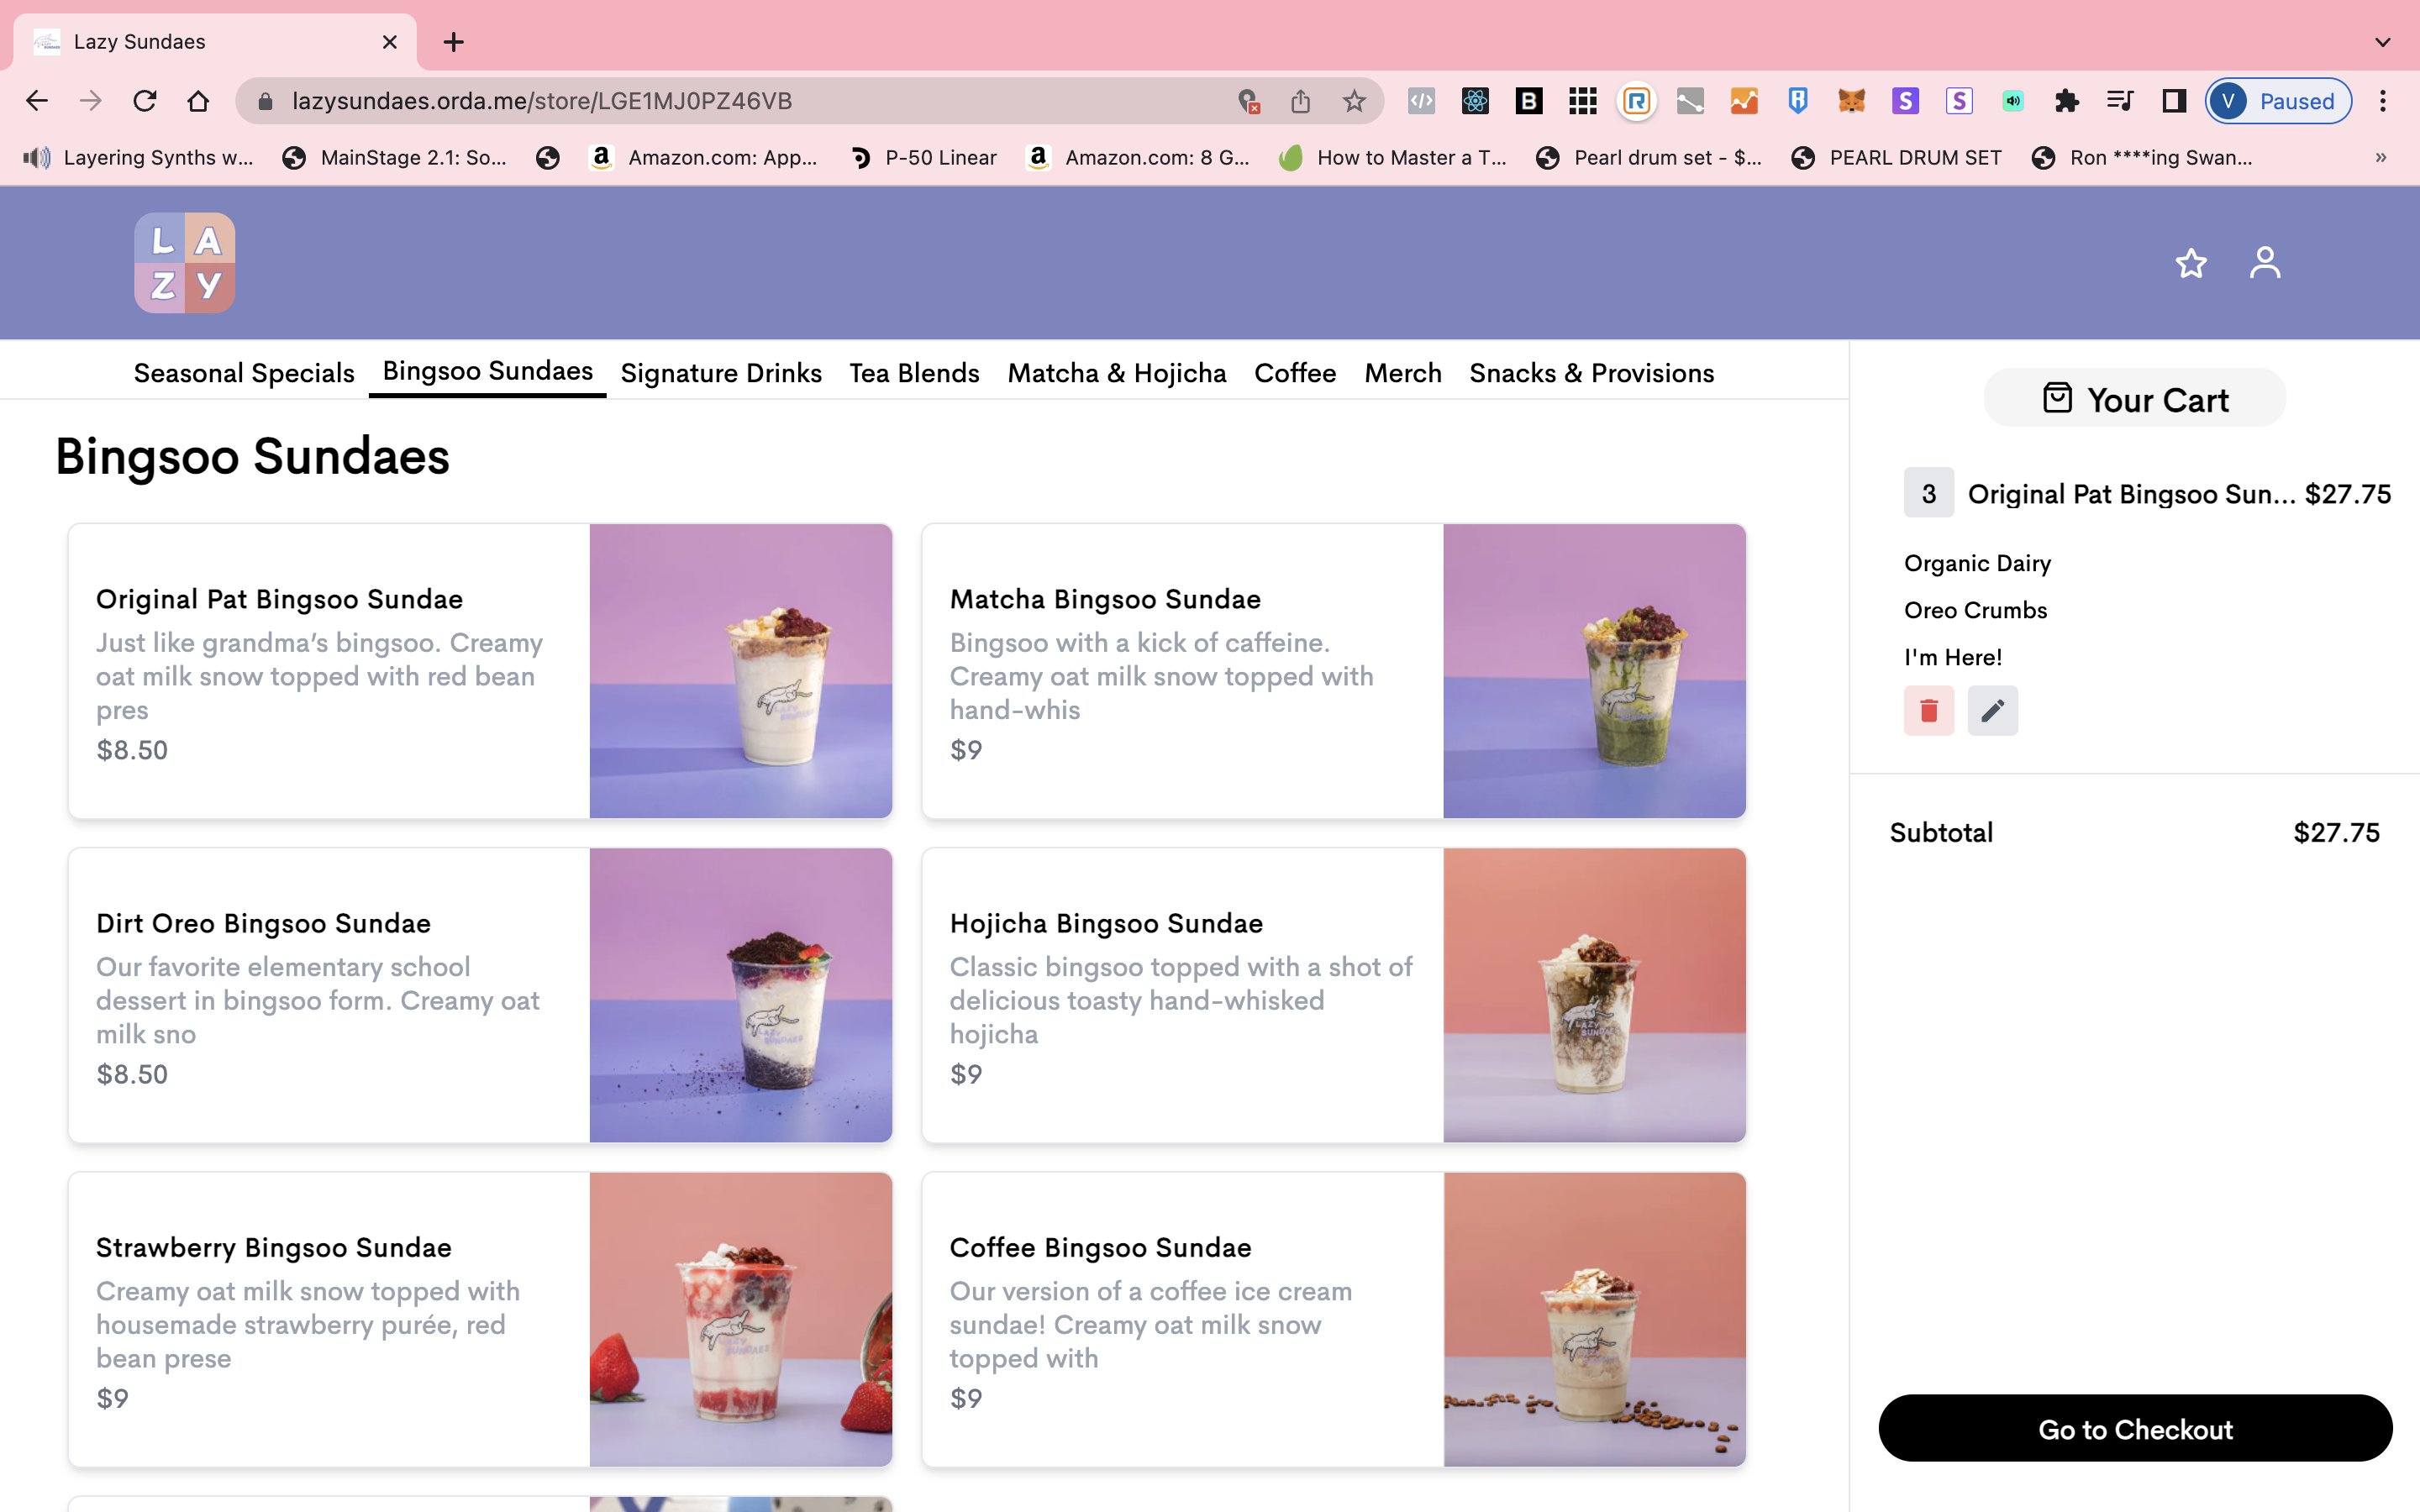 Lazy Sundaes
lazysundaes.orda.me/store/LGE1MJ0PZ46VB
V Paused
Layering Synths w... MainStage 2.1: So... Amazon.com: App... P-50 Linear Amazon.com: 8 G... How to Master a T... Pearl drum set - $... PEARL DRUM SET Ron ****ing Swan... »
L A
Z Y
Seasonal Specials Bingsoo Sundaes Signature Drinks Tea Blends Matcha & Hojicha Coffee Merch Snacks & Provisions
Bingsoo Sundaes
Original Pat Bingsoo Sundae
Just like grandma’s bingsoo. Creamy
oat milk snow topped with red bean
pres
$8.50
Matcha Bingsoo Sundae
Bingsoo with a kick of caffeine.
Creamy oat milk snow topped with
hand-whis
$9
Dirt Oreo Bingsoo Sundae
Our favorite elementary school
dessert in bingsoo form. Creamy oat
milk sno
$8.50
Hojicha Bingsoo Sundae
Classic bingsoo topped with a shot of
delicious toasty hand-whisked
hojicha
$9
Strawberry Bingsoo Sundae
Creamy oat milk snow topped with
housemade strawberry purée, red
bean prese
$9
Coffee Bingsoo Sundae
Our version of a coffee ice cream
sundae! Creamy oat milk snow
topped with
$9
Your Cart
3 Original Pat Bingsoo Sun... $27.75
Organic Dairy
Oreo Crumbs
I'm Here!
Subtotal $27.75
Go to Checkout